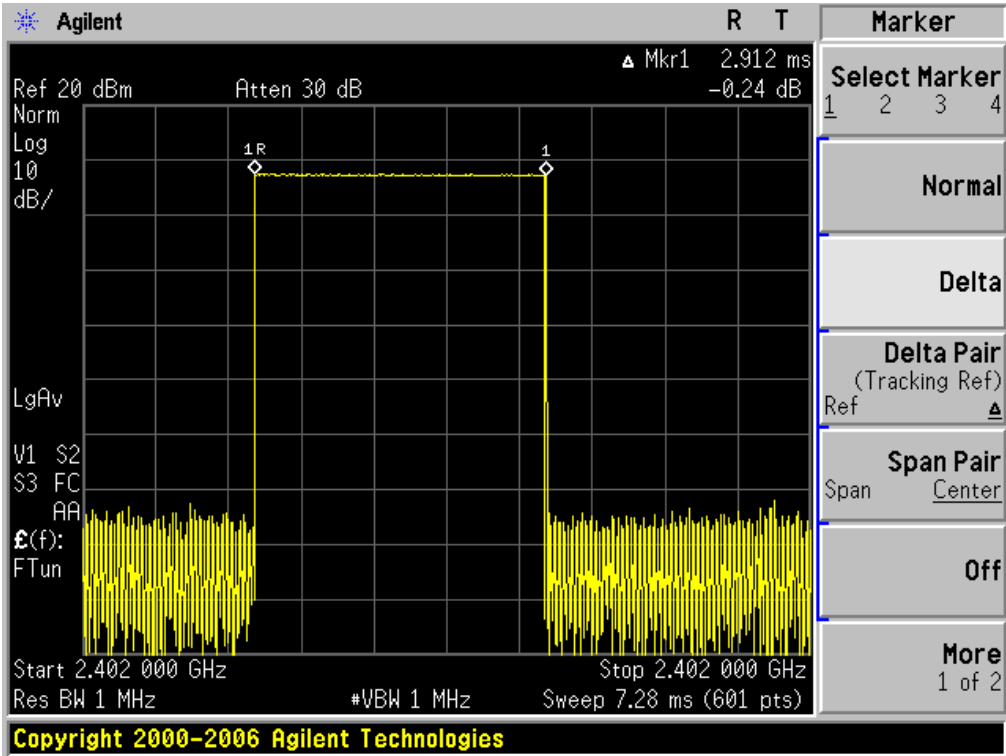 Agilent R T
Δ Mkr1 2.912 ms
Ref 20 dBm Atten 30 dB -0.24 dB
Norm
Log
10
dB/
1R
1
LgAv
V1 S2
S3 FC
AA
£(f):
FTun
Start 2.402 000 GHz Stop 2.402 000 GHz
Res BW 1 MHz #VBW 1 MHz Sweep 7.28 ms (601 pts)
Copyright 2000-2006 Agilent Technologies
Marker
Select Marker
1 2 3 4
Normal
Delta
Delta Pair
(Tracking Ref)
Ref Δ
Span Pair
Span Center
Off
More
1 of 2